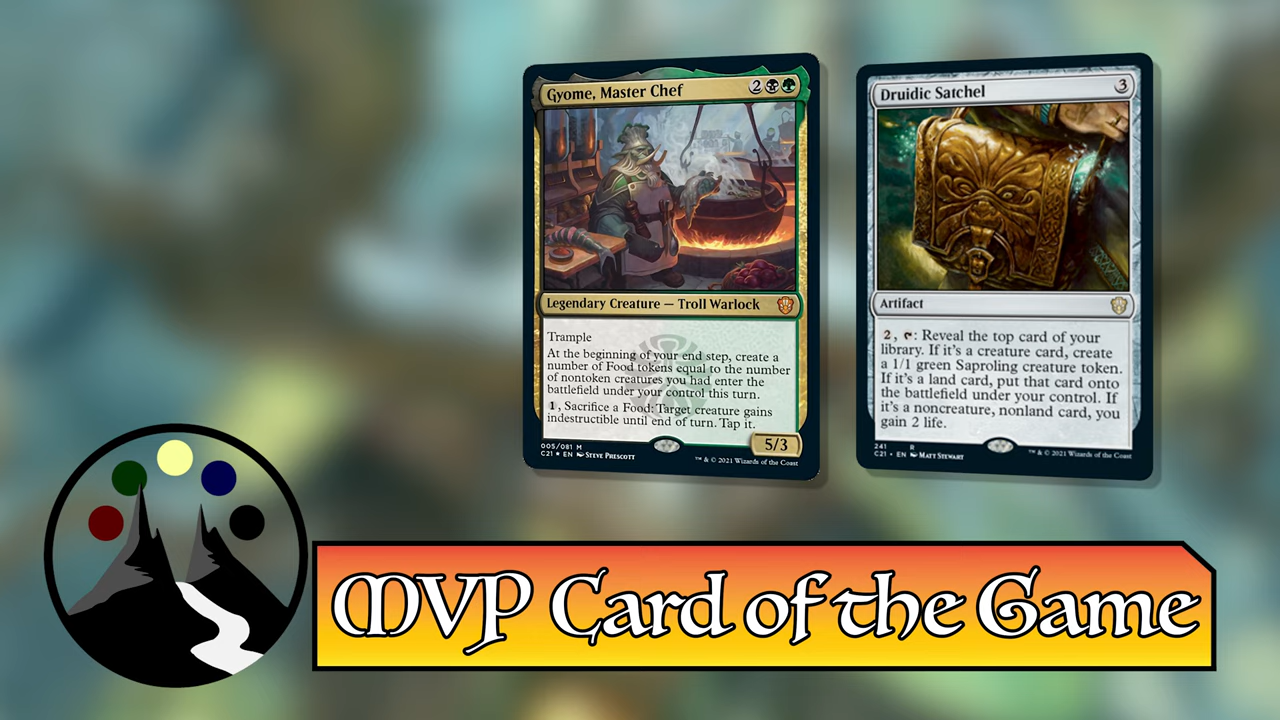 Gyome, Master Chef
2
Legendary Creature — Troll Warlock
Trample
At the beginning of your end step, create a
number of Food tokens equal to the number
of nontoken creatures you had enter the
battlefield under your control this turn.
1, Sacrifice a Food: Target creature gains
indestructible until end of turn. Tap it.
5/3
005/081 M
C21 ★ EN Steve Prescott
™ & © 2021 Wizards of the Coast
Druidic Satchel
3
Artifact
2, : Reveal the top card of your
library. If it's a creature card, create
a 1/1 green Saproling creature token.
If it's a land card, put that card onto
the battlefield under your control. If
it's a noncreature, nonland card, you
gain 2 life.
241 R
C21 • EN Matt Stewart
™ & © 2021 Wizards of the Coast
MVP Card of the Game